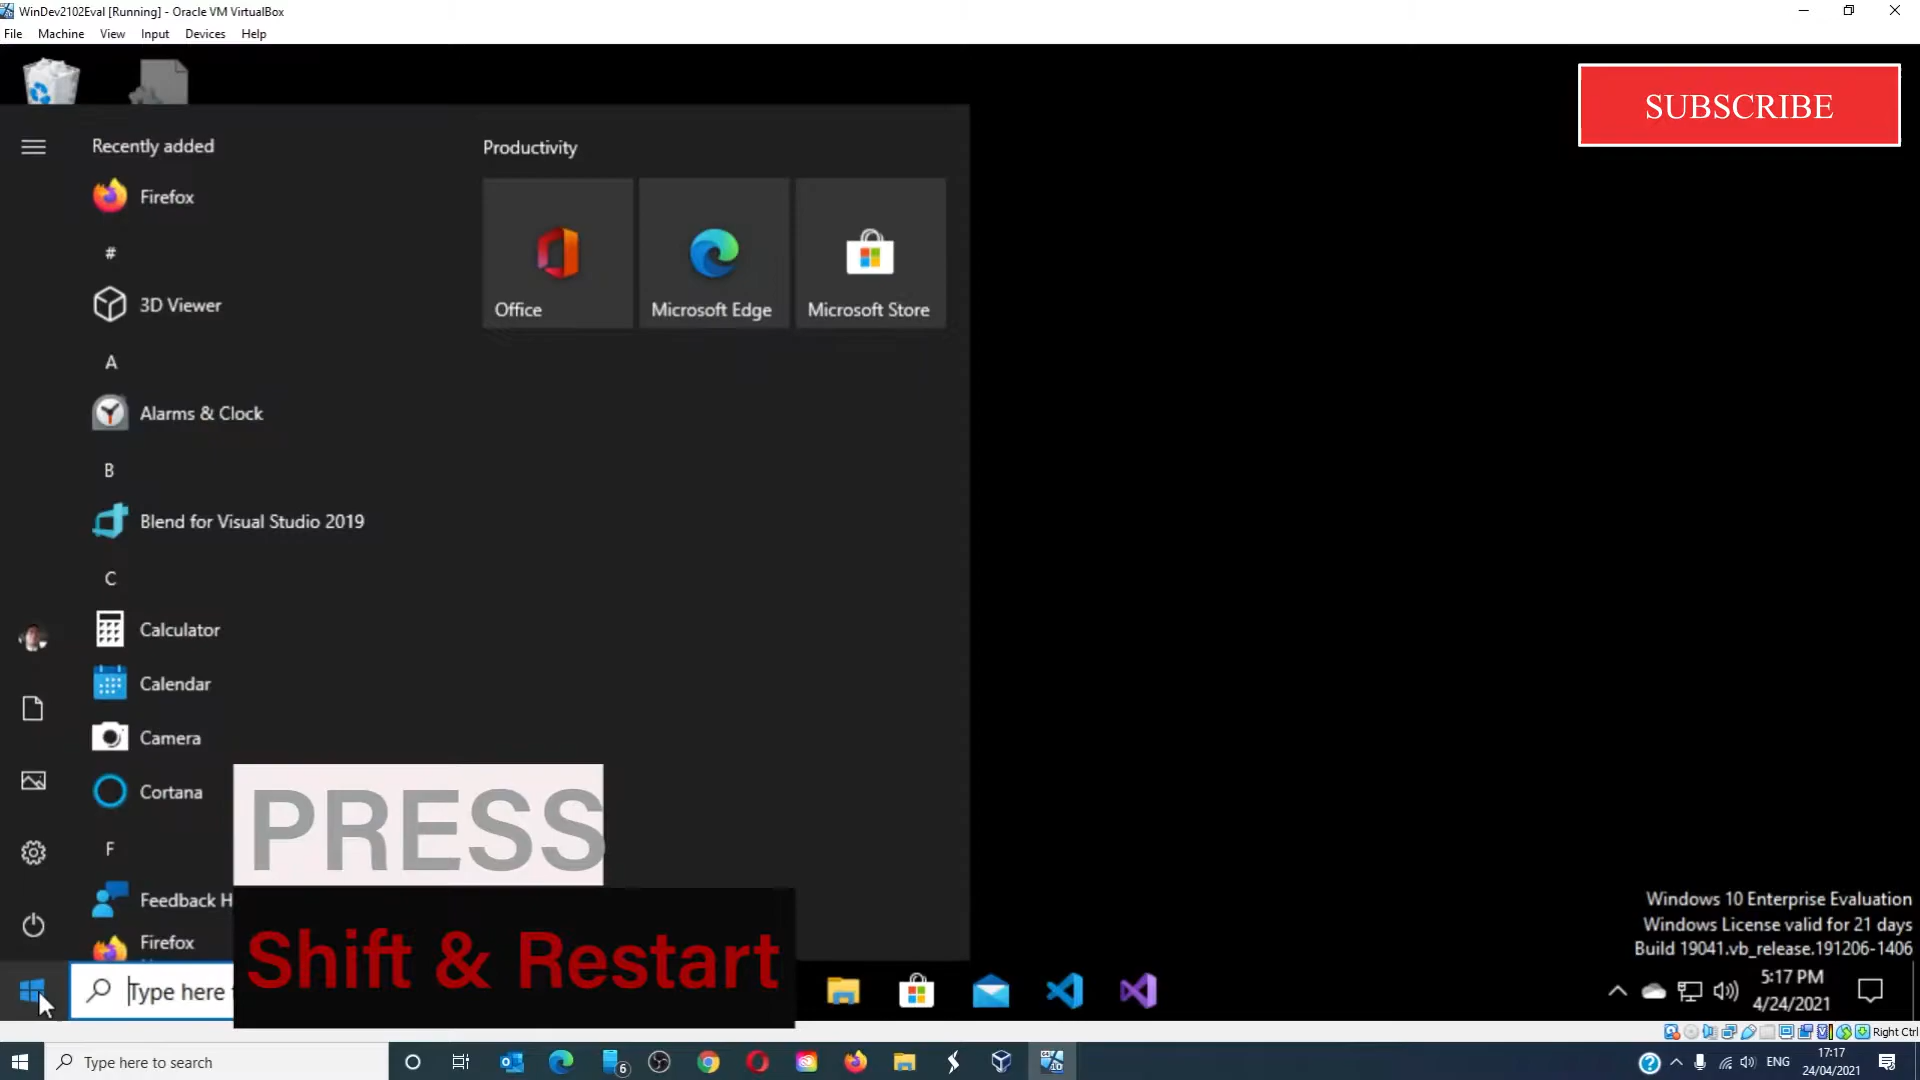 WinDev2102Eval [Running] - Oracle VM VirtualBox
File Machine View Input Devices Help
SUBSCRIBE
Recently added
Productivity
Firefox
#
3D Viewer
Office
Microsoft Edge
Microsoft Store
A
Alarms & Clock
B
Blend for Visual Studio 2019
C
Calculator
Calendar
Camera
Cortana
F
Feedback H
Firefox
PRESS
Shift & Restart
Type here
Windows 10 Enterprise Evaluation
Windows License valid for 21 days
Build 19041.vb_release.191206-1406
5:17 PM
4/24/2021
Right Ctrl
Type here to search
6
ENG
17:17
24/04/2021